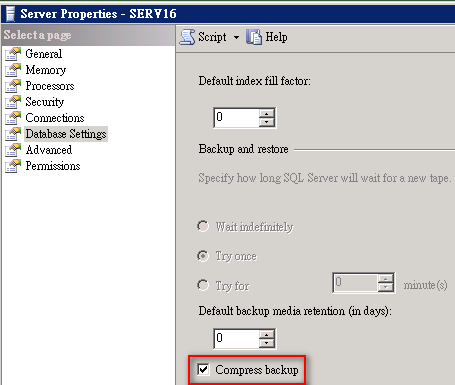 Server Properties - SERV16
Select a page
General
Memory
Processors
Security
Connections
Database Settings
Advanced
Permissions
Script Help
Default index fill factor:
0
Backup and restore
Specify how long SQL Server will wait for a new tape.
Wait indefinitely
Try once
Try for 0 minute(s)
Default backup media retention (in days):
0
Compress backup